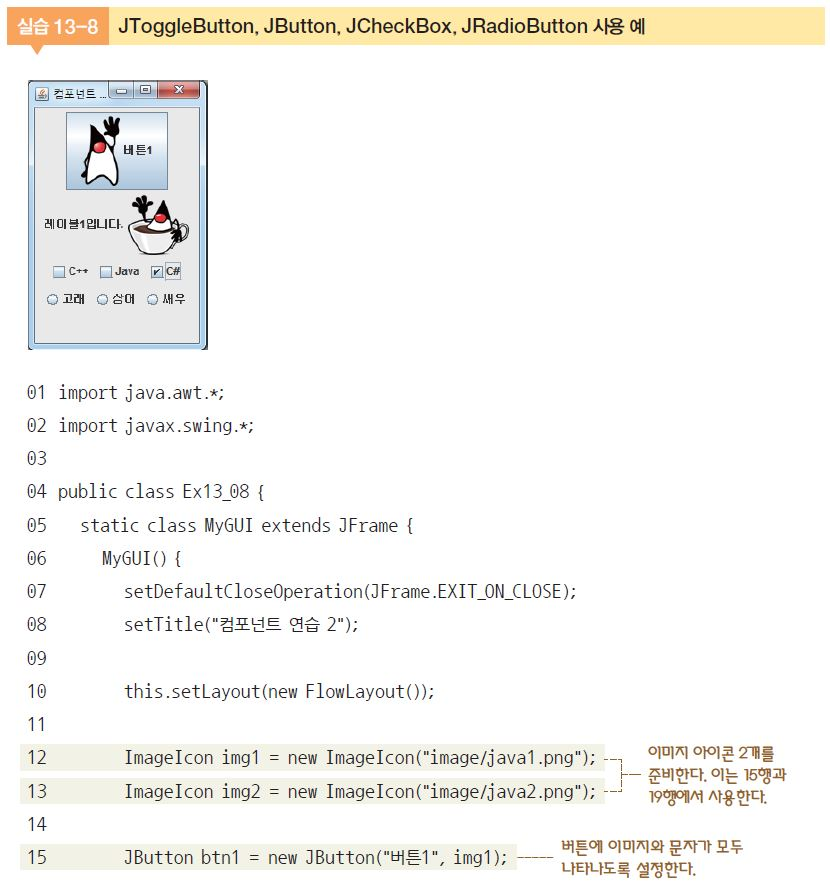 실습 13-8 JToggleButton, JButton, JCheckBox, JRadioButton 사용 예
컴포넌트 ...
버튼1
레이블1입니다.
C++ Java C#
고래 상어 새우
01 import java.awt.*;
02 import javax.swing.*;
03
04 public class Ex13_08 {
05 static class MyGUI extends JFrame {
06 MyGUI() {
07 setDefaultCloseOperation(JFrame.EXIT_ON_CLOSE);
08 setTitle("컴포넌트 연습 2");
09
10 this.setLayout(new FlowLayout());
11
12 ImageIcon img1 = new ImageIcon("image/java1.png");
13 ImageIcon img2 = new ImageIcon("image/java2.png");
이미지 아이콘 2개를
준비한다. 이는 15행과
19행에서 사용한다.
14
15 JButton btn1 = new JButton("버튼1", img1);
버튼에 이미지와 문자가 모두
나타나도록 설정한다.